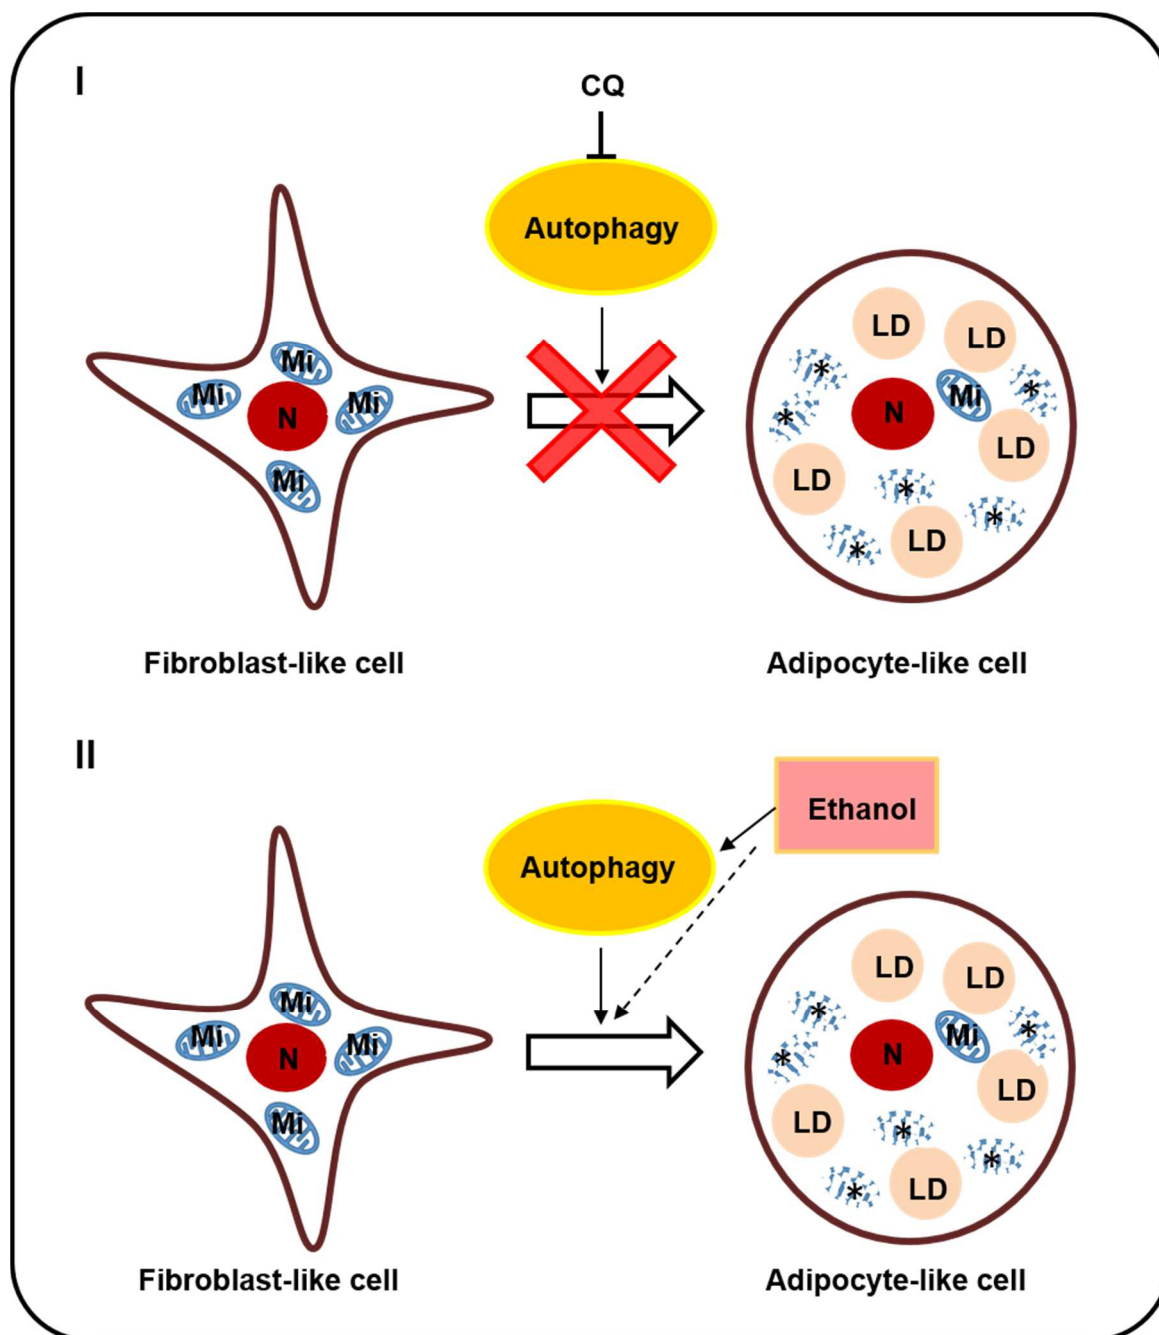 I
CQ
Autophagy
Mi
Mi
Mi
N
Mi
LD
LD
*
*
Mi
*
N
LD
LD
*
*
LD
*
Fibroblast-like cell
Adipocyte-like cell
II
Ethanol
Autophagy
Mi
Mi
Mi
N
Mi
LD
LD
*
*
Mi
*
N
LD
LD
*
*
LD
*
Fibroblast-like cell
Adipocyte-like cell